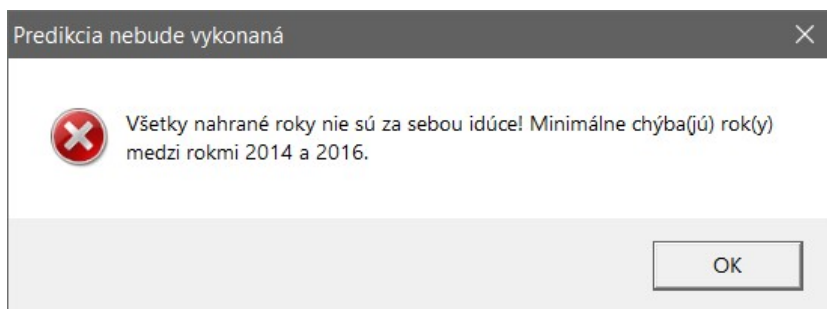 Predikcia nebude vykonaná
Všetky nahrané roky nie sú za sebou idúce! Minimálne chýba(jú) rok(y)
medzi rokmi 2014 a 2016.
OK